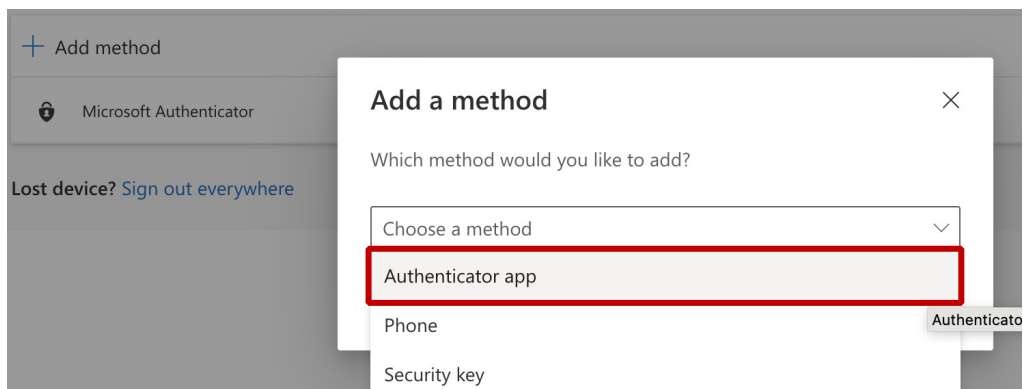 Add method
Microsoft Authenticator
Lost device? Sign out everywhere
Add a method
Which method would you like to add?
Choose a method
Authenticator app
Phone
Security key
Authenticato